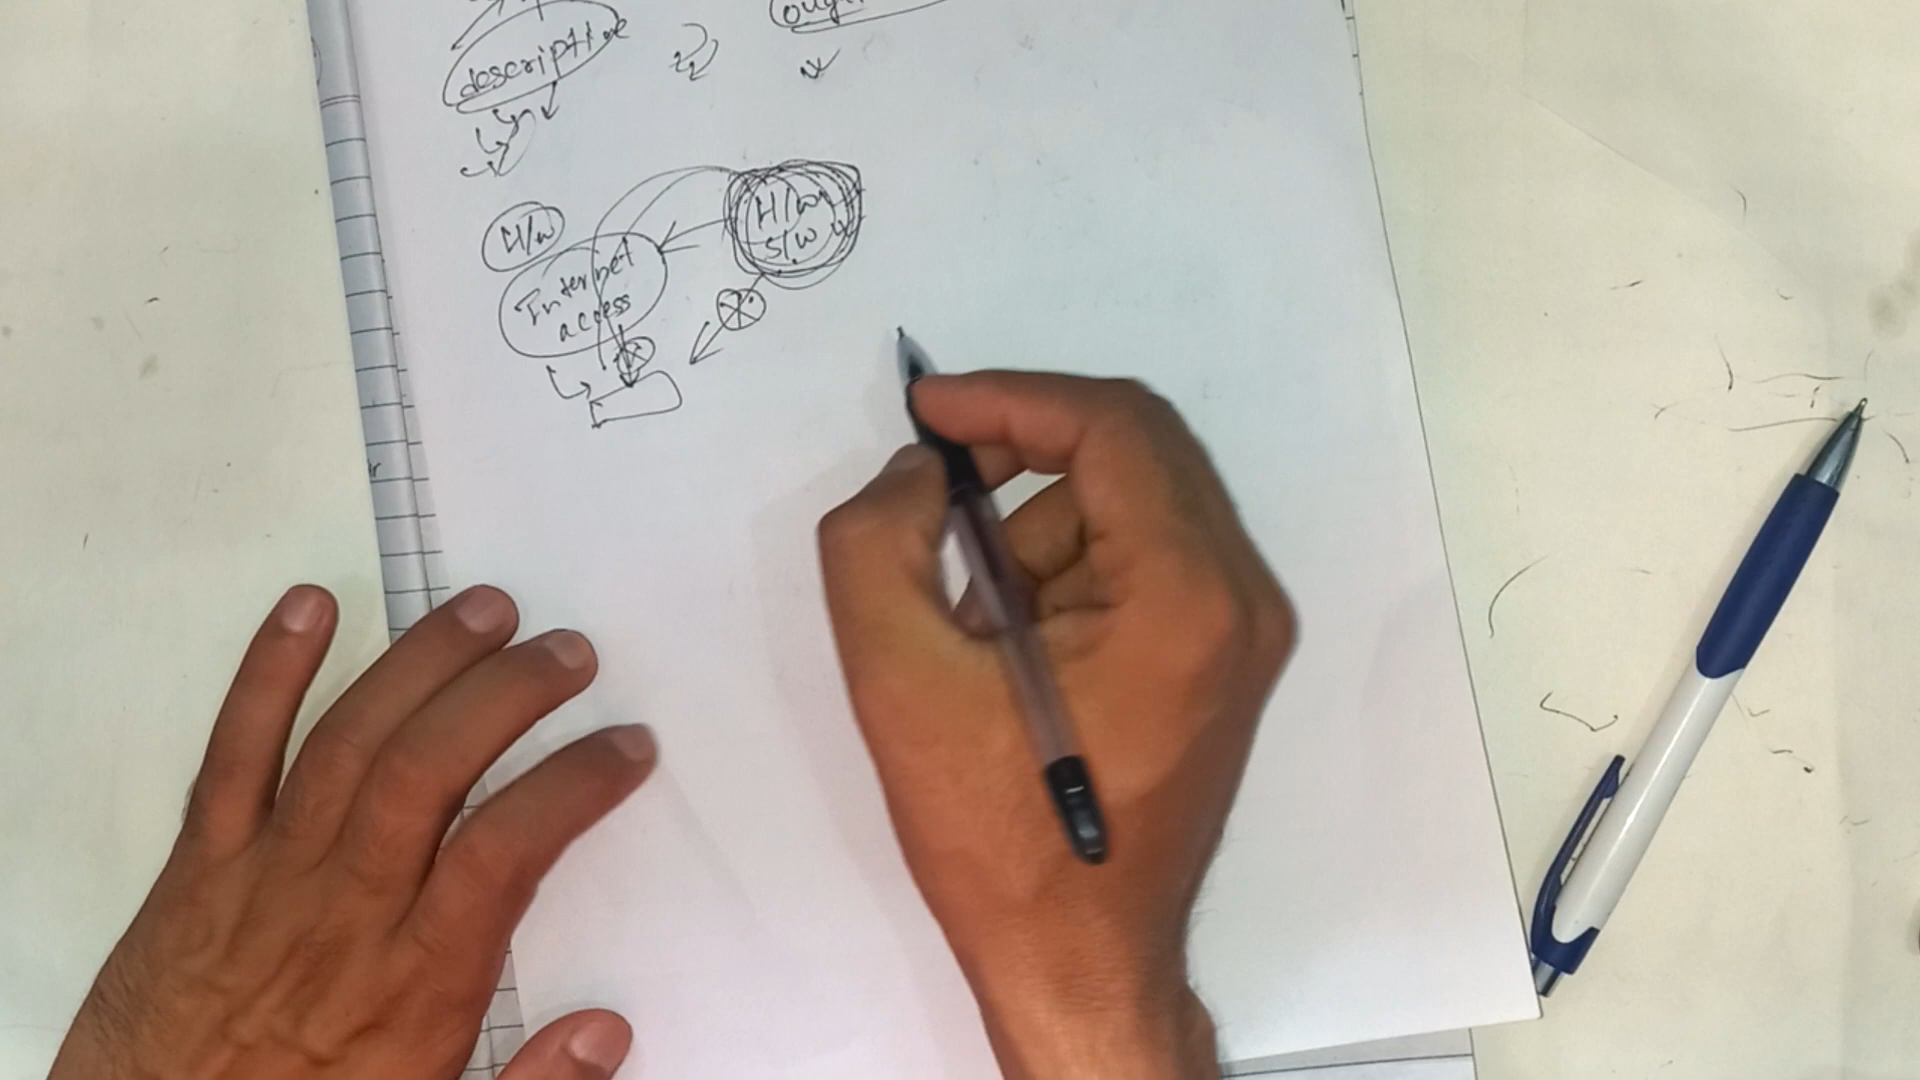 descriptive
H/W
S/W
H/W
Internet
access